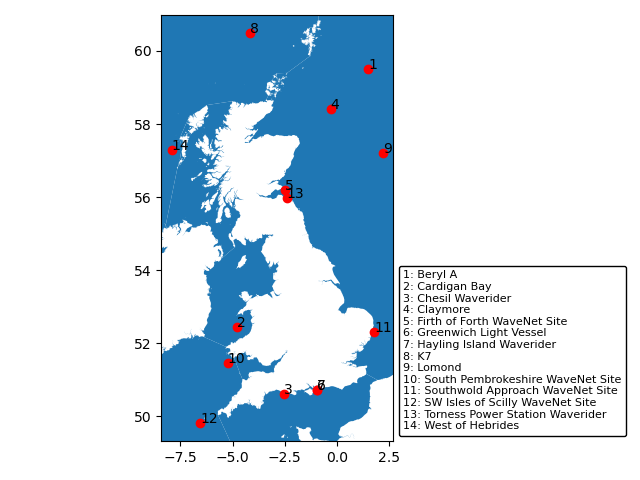 60
58
56
54
52
50
−7.5 −5.0 −2.5 0.0 2.5
8
1
4
14
9
5
13
2
11
10
3
12
1: Beryl A
2: Cardigan Bay
3: Chesil Waverider
4: Claymore
5: Firth of Forth WaveNet Site
6: Greenwich Light Vessel
7: Hayling Island Waverider
8: K7
9: Lomond
10: South Pembrokeshire WaveNet Site
11: Southwold Approach WaveNet Site
12: SW Isles of Scilly WaveNet Site
13: Torness Power Station Waverider
14: West of Hebrides